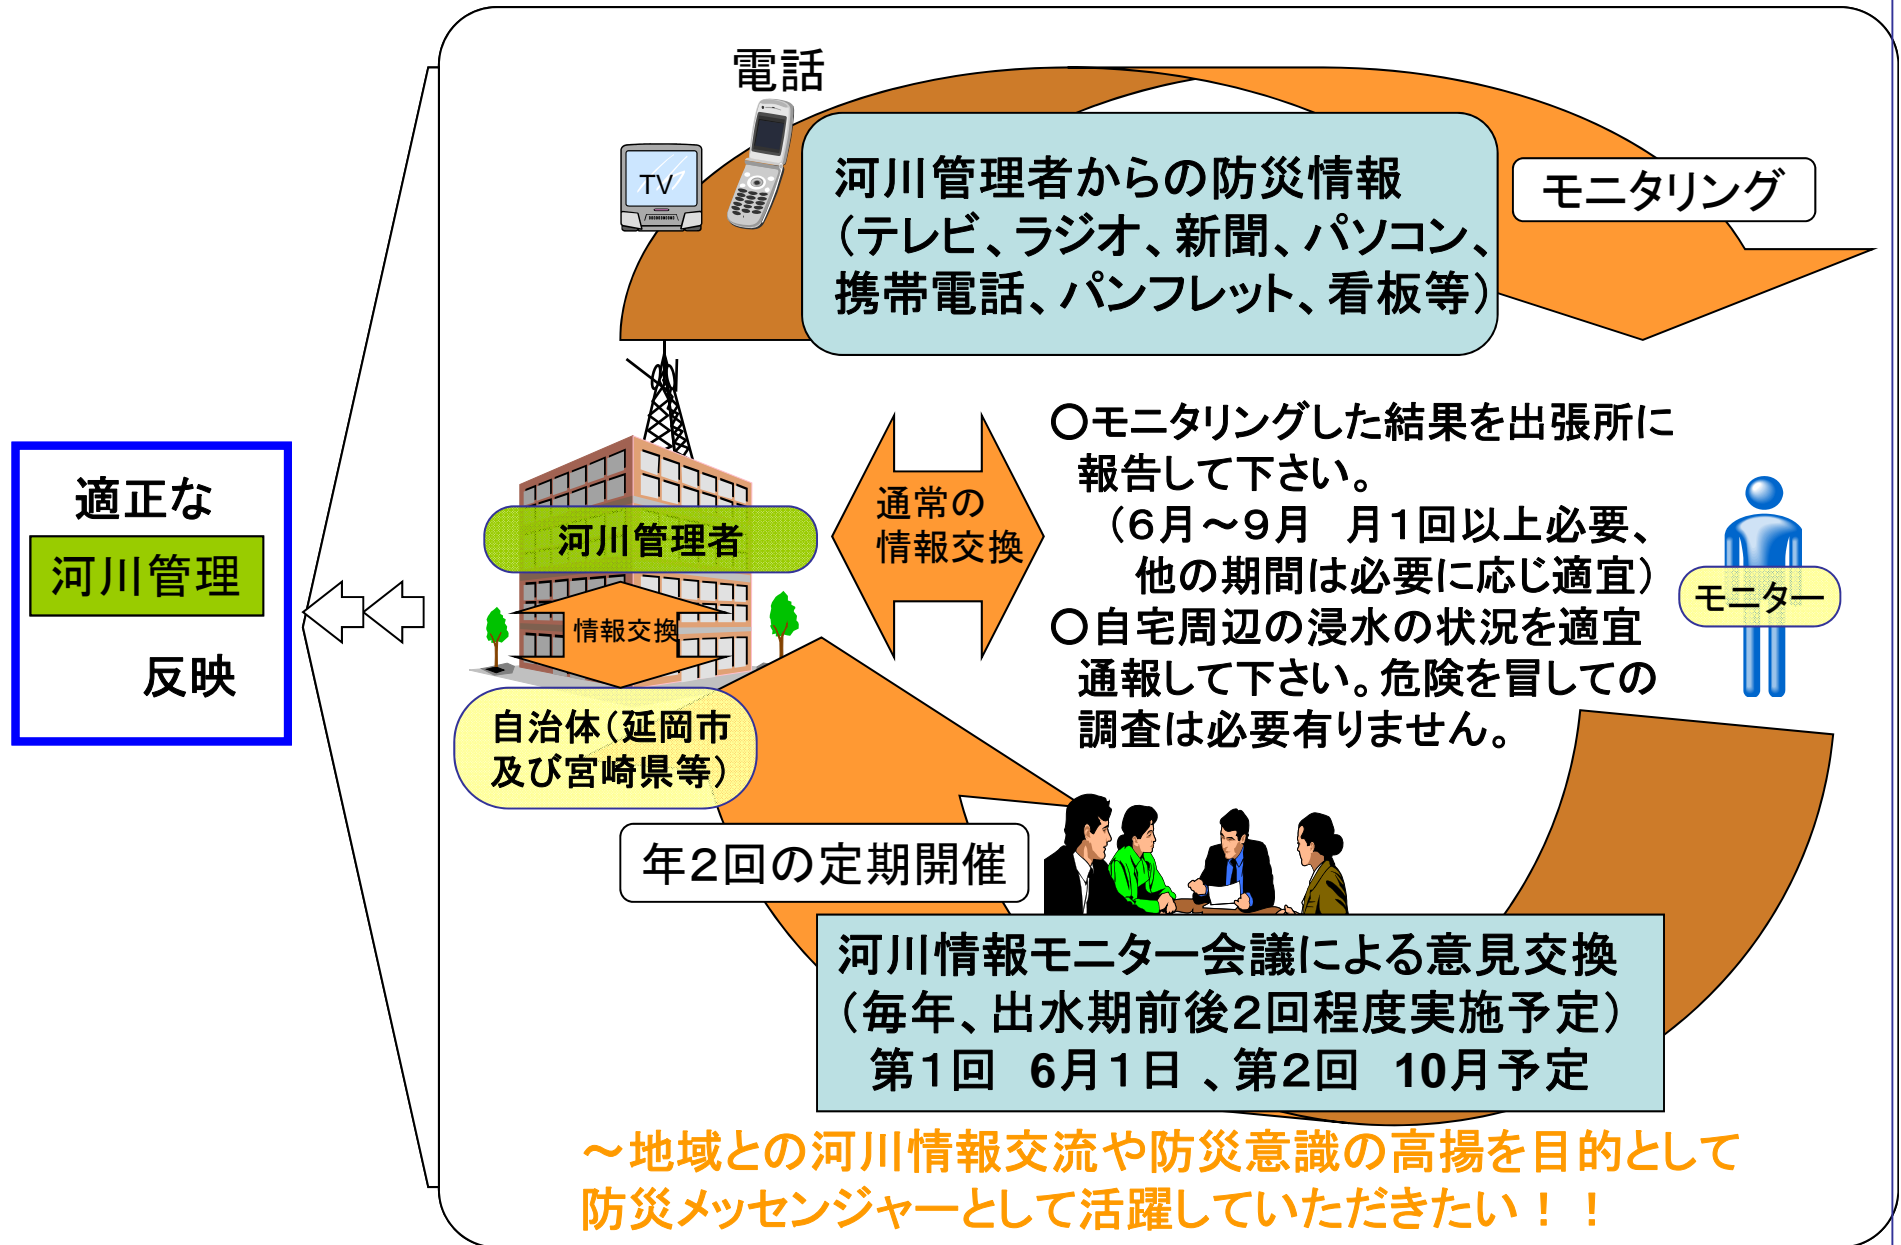 電話
TV
河川管理者からの防災情報
（テレビ、ラジオ、新聞、パソコン、
携帯電話、パンフレット、看板等）
モニタリング
適正な
河川管理
反映
河川管理者
情報交換
自治体（延岡市
及び宮崎県等）
通常の
情報交換
○モニタリングした結果を出張所に
報告して下さい。
（６月～９月　月１回以上必要、
他の期間は必要に応じ適宜）
○自宅周辺の浸水の状況を適宜
通報して下さい。危険を冒しての
調査は必要有りません。
モニター
年２回の定期開催
河川情報モニター会議による意見交換
（毎年、出水期前後２回程度実施予定）
第１回　6月１日 、第２回　10月予定
～地域との河川情報交流や防災意識の高揚を目的として
防災メッセンジャーとして活躍していただきたい！！